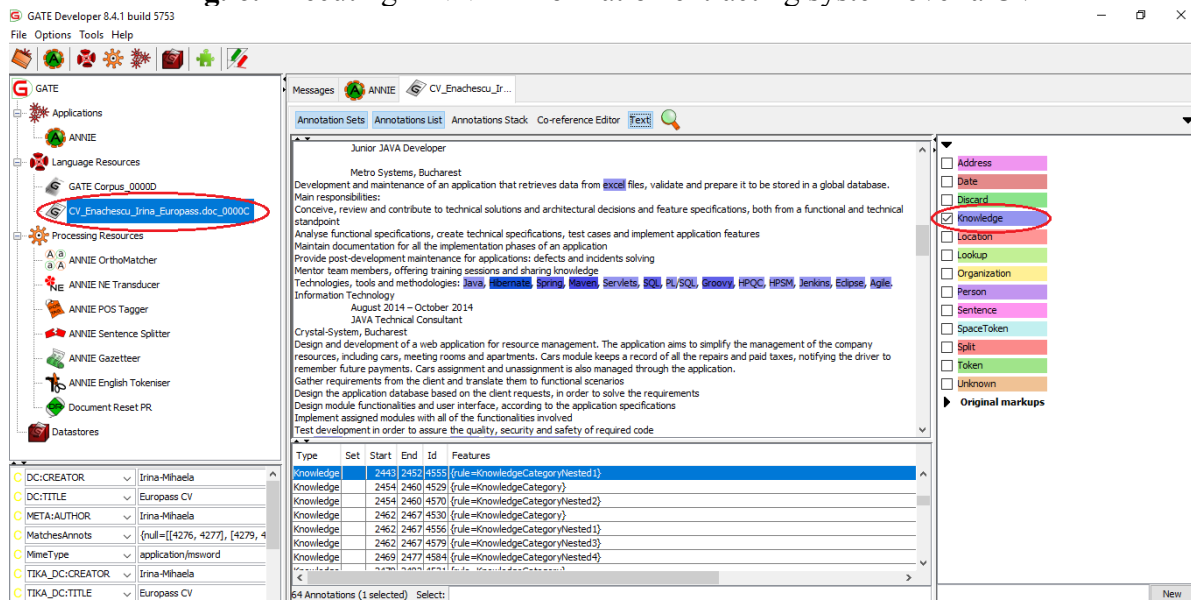 GATE Developer 8.4.1 build 5753
File Options Tools Help
GATE
Applications
ANNIE
Language Resources
GATE Corpus_0000D
CV_Enachescu_Irina_Europass.doc_0000C
Processing Resources
ANNIE OrthoMatcher
ANNIE NE Transducer
ANNIE POS Tagger
ANNIE Sentence Splitter
ANNIE Gazetteer
ANNIE English Tokeniser
Document Reset PR
Datastores
DC:CREATOR Irina-Mihaela
DC:TITLE Europass CV
META:AUTHOR Irina-Mihaela
MatchesAnnots {null=[[4276, 4277], [4279, 4
MimeType application/msword
TIKA_DC:CREATOR Irina-Mihaela
TIKA_DC:TITLE Europass CV
Messages ANNIE CV_Enachescu_Ir...
Annotation Sets Annotations List Annotations Stack Co-reference Editor Text
Junior JAVA Developer
Metro Systems, Bucharest
Development and maintenance of an application that retrieves data from excel files, validate and prepare it to be stored in a global database.
Main responsibilities:
Conceive, review and contribute to technical solutions and architectural decisions and feature specifications, both from a functional and technical
standpoint
Analyse functional specifications, create technical specifications, test cases and implement application features
Maintain documentation for all the implementation phases of an application
Provide post-development maintenance for applications: defects and incidents solving
Mentor team members, offering training sessions and sharing knowledge
Technologies, tools and methodologies: Java, Hibernate, Spring, Maven, Servlets, SQL, PL/SQL, Groovy, HPQC, HPSM, Jenkins, Eclipse, Agile.
Information Technology
August 2014 – October 2014
JAVA Technical Consultant
Crystal-System, Bucharest
Design and development of a web application for resource management. The application aims to simplify the management of the company
resources, including cars, meeting rooms and apartments. Cars module keeps a record of all the repairs and paid taxes, notifying the driver to
remember future payments. Cars assignment and unassignment is also managed through the application.
Gather requirements from the client and translate them to functional scenarios
Design the application database based on the client requests, in order to solve the requirements
Design module functionalities and user interface, according to the application specifications
Implement assigned modules with all of the functionalities involved
Test development in order to assure the quality, security and safety of required code
Type Set Start End Id Features
Knowledge 2443 2452 4555 {rule=KnowledgeCategoryNested1}
Knowledge 2454 2460 4529 {rule=KnowledgeCategory}
Knowledge 2454 2460 4570 {rule=KnowledgeCategoryNested2}
Knowledge 2462 2467 4530 {rule=KnowledgeCategory}
Knowledge 2462 2467 4556 {rule=KnowledgeCategoryNested1}
Knowledge 2462 2467 4579 {rule=KnowledgeCategoryNested3}
Knowledge 2469 2477 4584 {rule=KnowledgeCategoryNested4}
64 Annotations (1 selected) Select:
Address
Date
Discard
Knowledge
Location
Lookup
Organization
Person
Sentence
SpaceToken
Split
Token
Unknown
Original markups
New